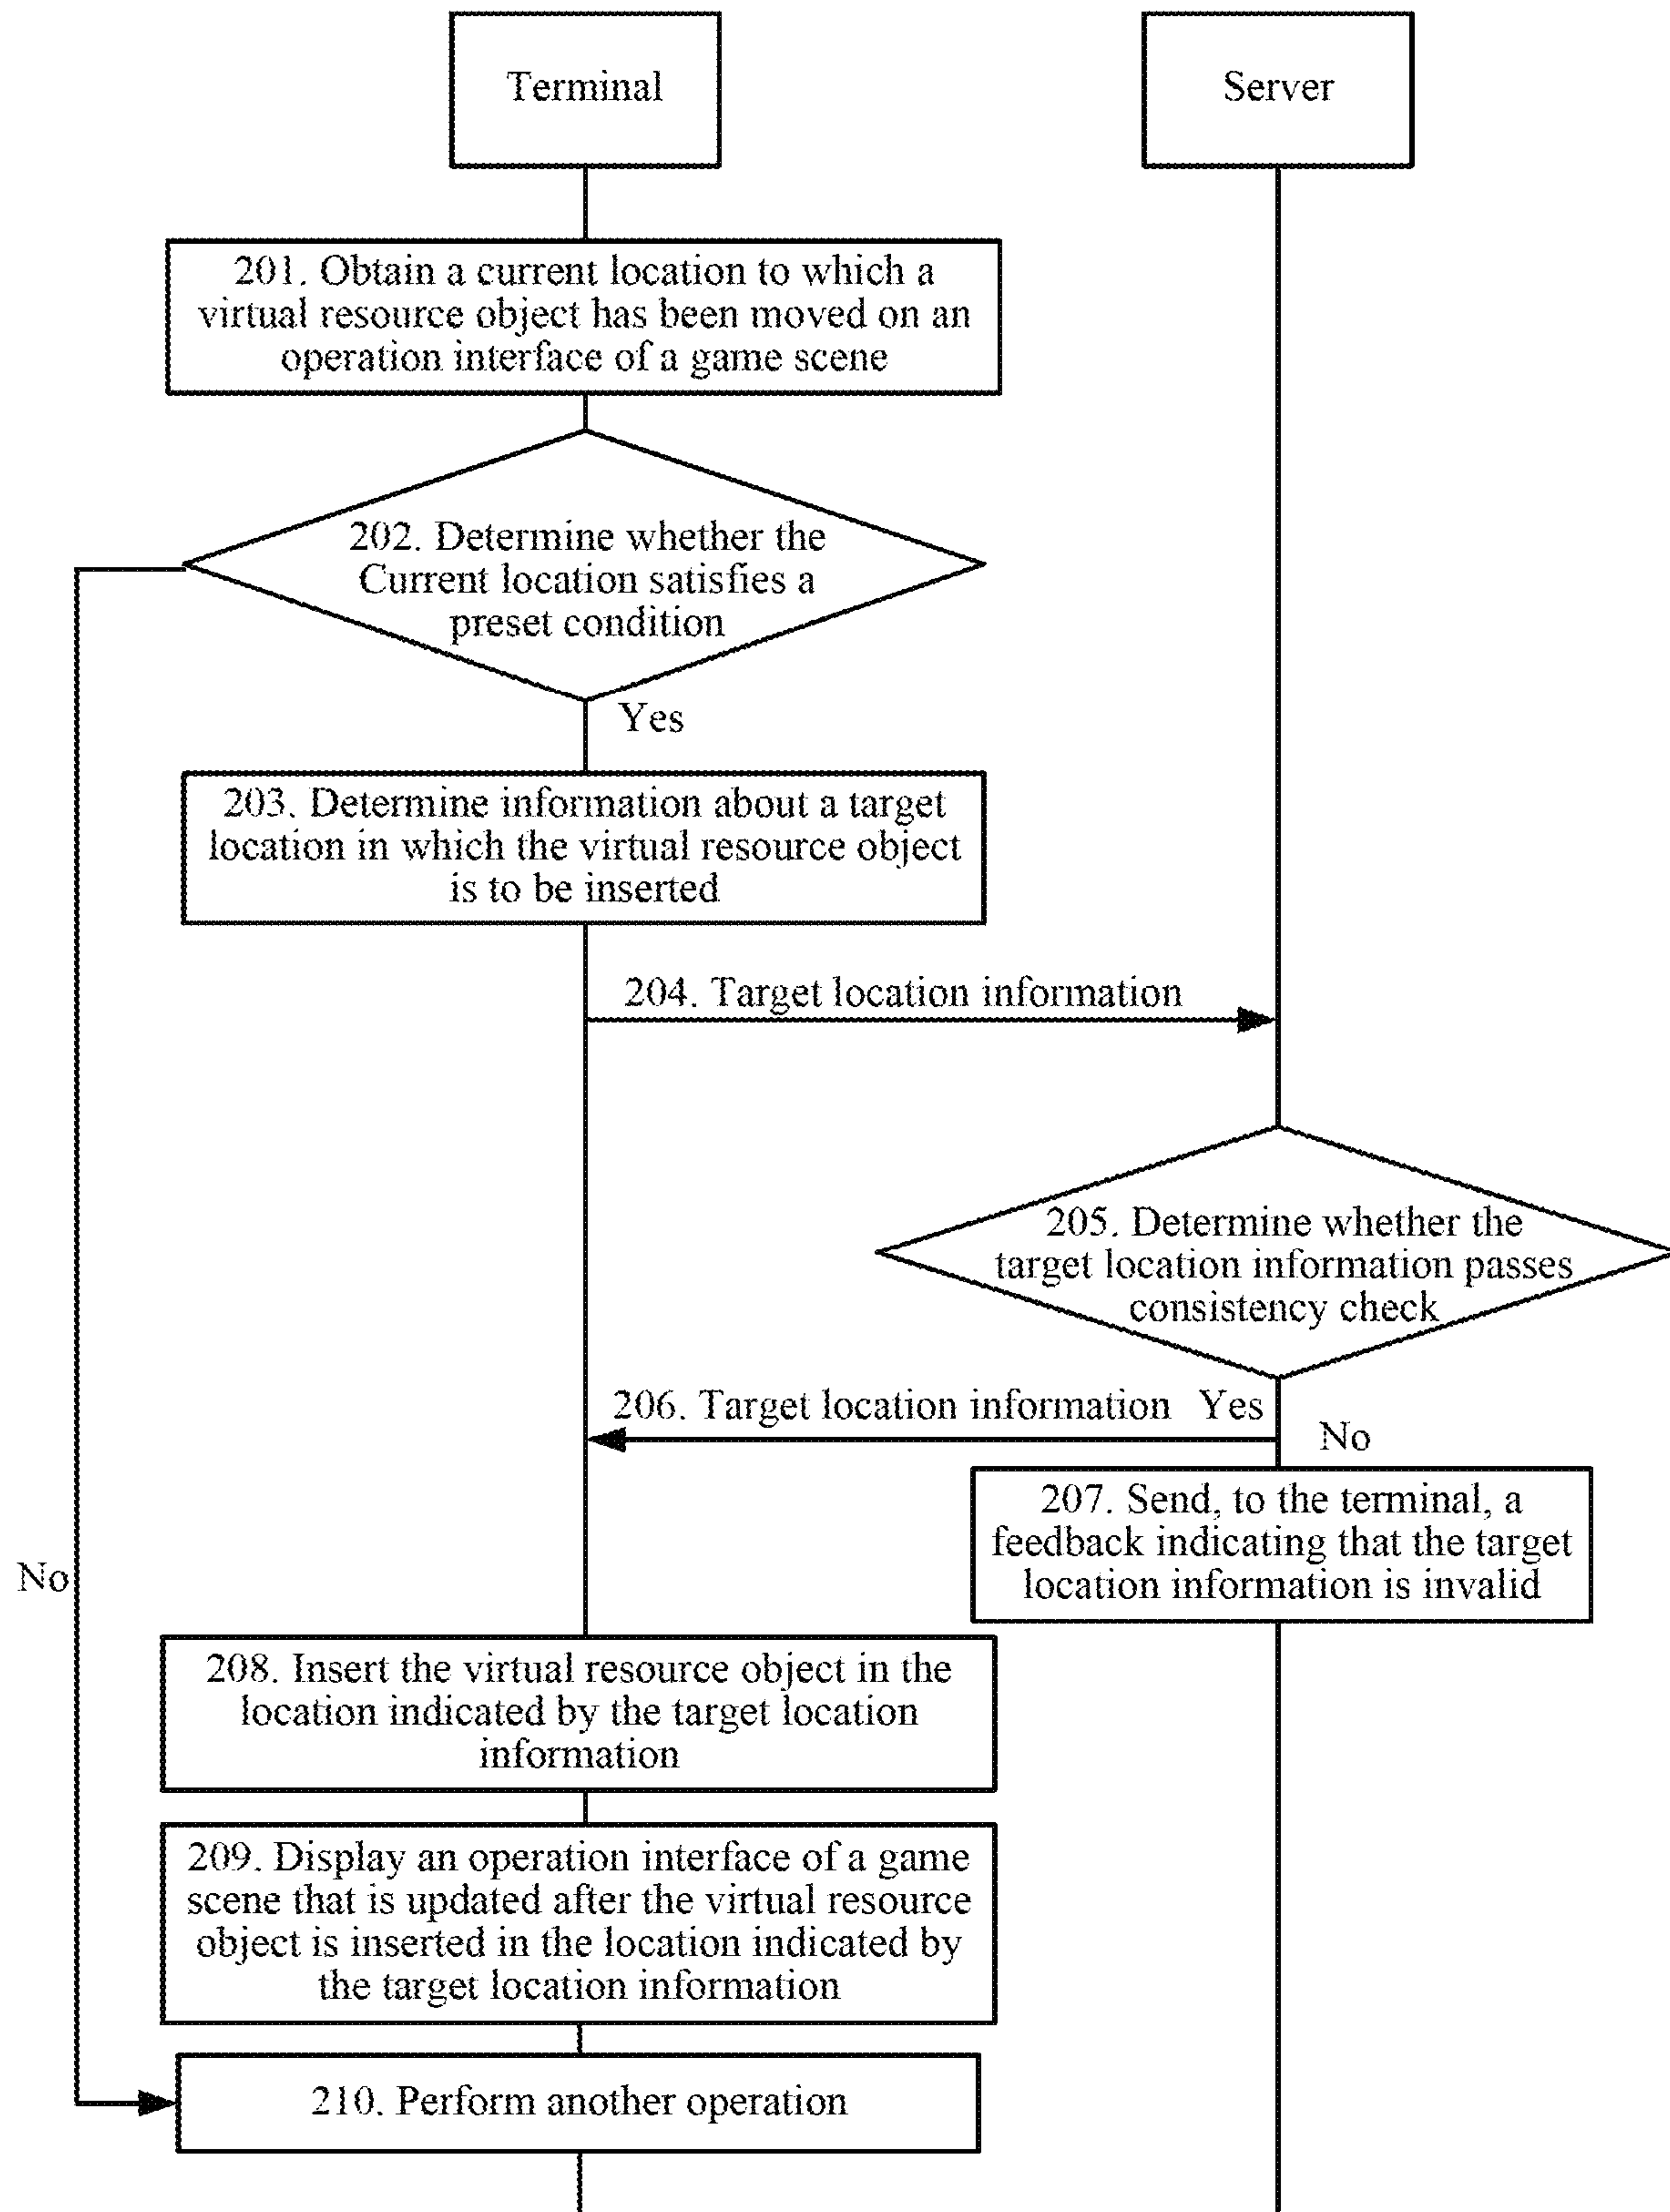 Terminal
Server
201. Obtain a current location to which a
virtual resource object has been moved on an
operation interface of a game scene
202. Determine whether the
Current location satisfies a
preset condition
Yes
203. Determine information about a target
location in which the virtual resource object
is to be inserted
204. Target location information
205. Determine whether the
target location information passes
consistency check
206. Target location information Yes
No
207. Send, to the terminal, a
feedback indicating that the target
location information is invalid
No
208. Insert the virtual resource object in the
location indicated by the target location
information
209. Display an operation interface of a game
scene that is updated after the virtual resource
object is inserted in the location indicated by
the target location information
210. Perform another operation